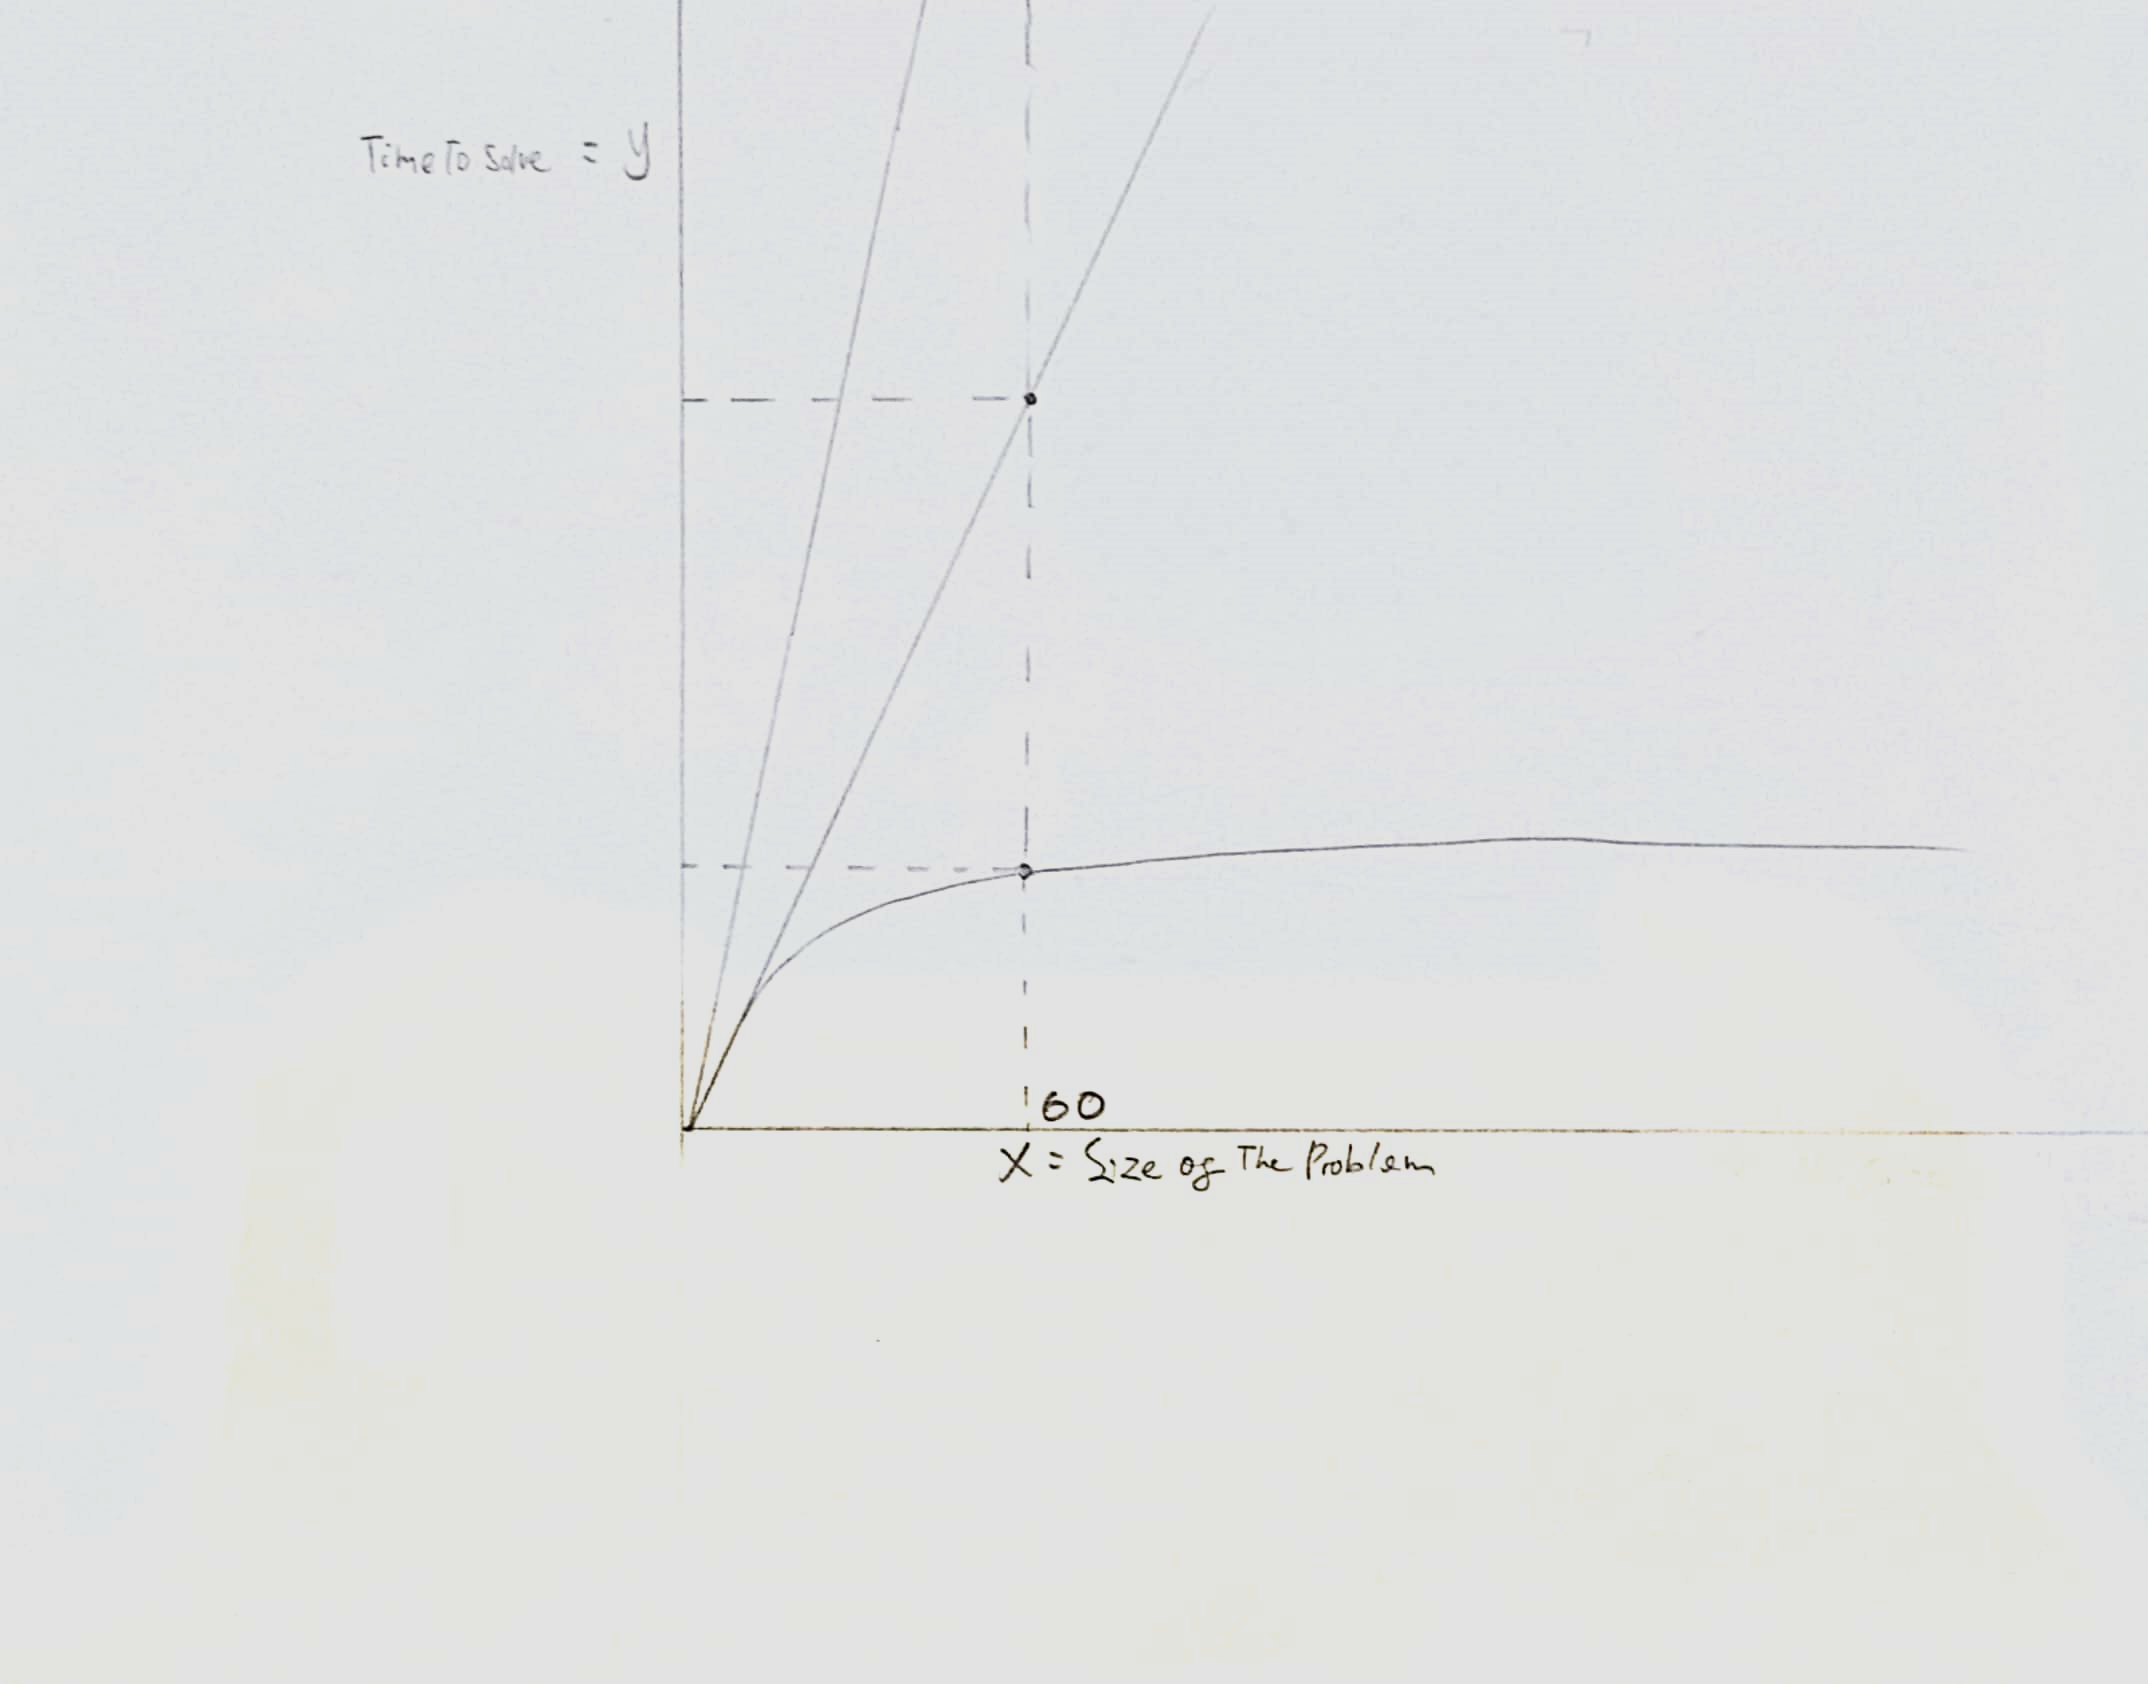 Time To Solve = y
60
X = Size of The Problem